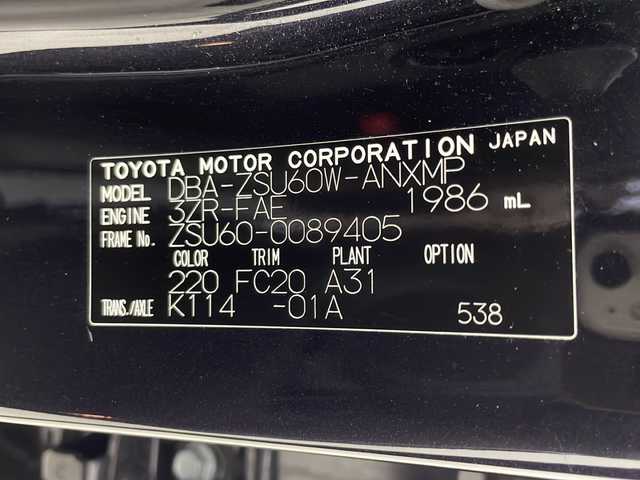 TOYOTA MOTOR CORPORATION JAPAN
MODEL DBA-ZSU60W-ANXMP
ENGINE 3ZR-FAE 1986 mL
FRAME No. ZSU60-0089405
COLOR TRIM PLANT OPTION
220 FC20 A31
TRANS./AXLE K114 -01A 538